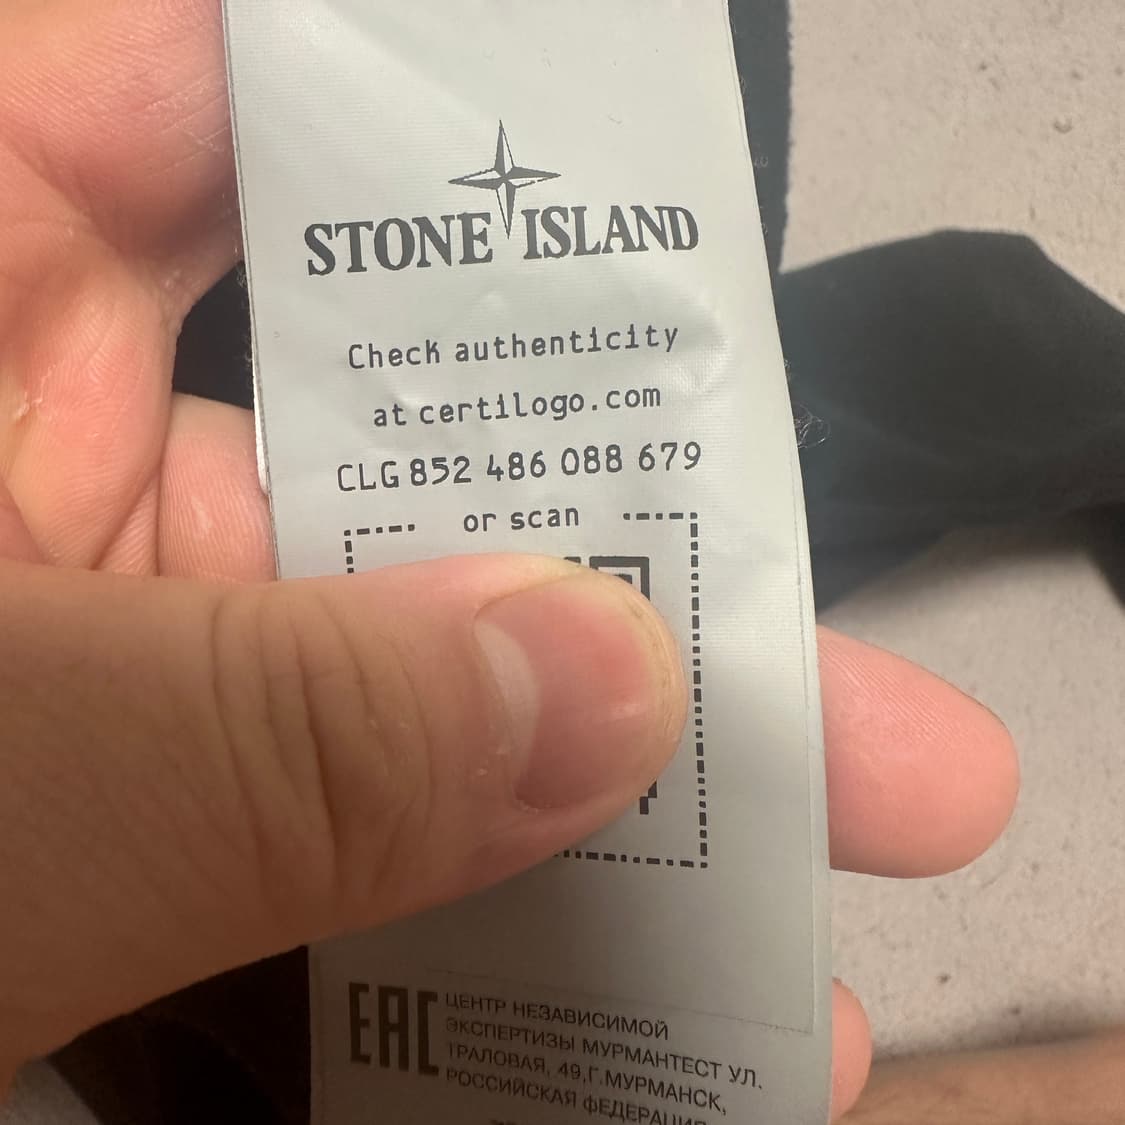 STONE ISLAND
Check authenticity
at certilogo.com
CLG 852 486 088 679
or scan
EAC
ЦЕНТР НЕЗАВИСИМОЙ
ЭКСПЕРТИЗЫ МУРМАНТЕСТ УЛ.
ТРАЛОВАЯ, 49,Г.МУРМАНСК,
РОССИЙСКАЯ ФЕДЕРАЦИЯ